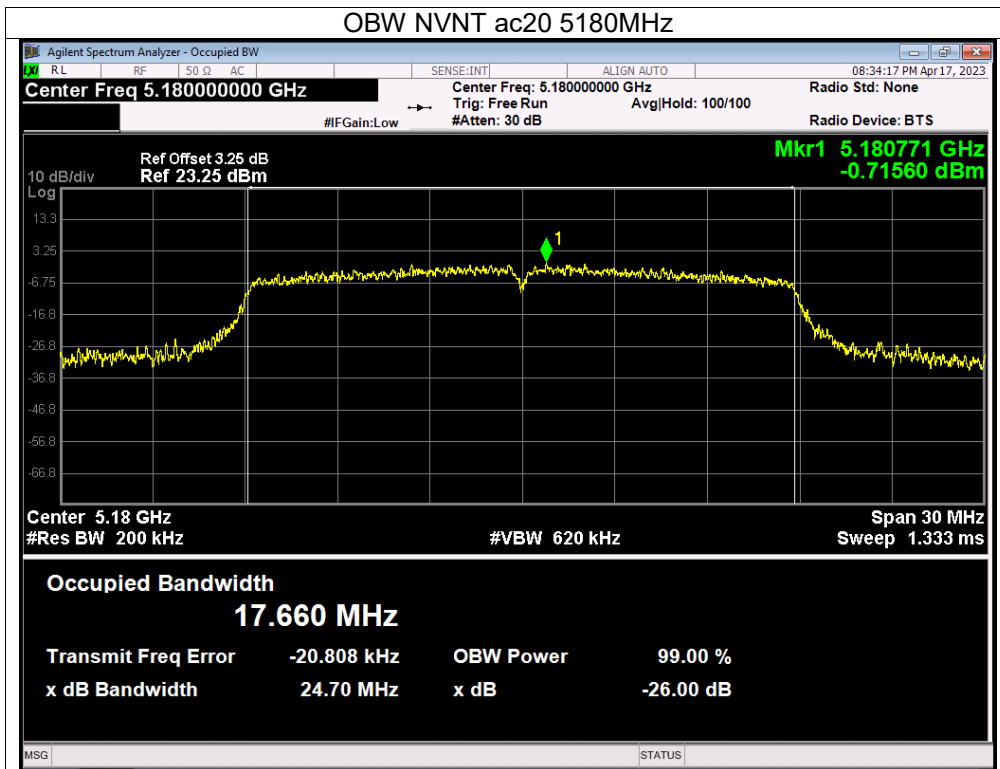 OBW NVNT ac20 5180MHz
Agilent Spectrum Analyzer - Occupied BW
LXI RL RF 50 Ω AC SENSE:INT ALIGN AUTO 08:34:17 PM Apr 17, 2023
Center Freq 5.180000000 GHz Center Freq: 5.180000000 GHz Radio Std: None
Trig: Free Run Avg|Hold: 100/100
#IFGain:Low #Atten: 30 dB Radio Device: BTS
Mkr1 5.180771 GHz
-0.71560 dBm
Ref Offset 3.25 dB
10 dB/div Ref 23.25 dBm
Log
13.3
3.25
1
-6.75
-16.8
-26.8
-36.8
-46.8
-56.8
-66.8
Center 5.18 GHz Span 30 MHz
#Res BW 200 kHz #VBW 620 kHz Sweep 1.333 ms
Occupied Bandwidth
17.660 MHz
Transmit Freq Error -20.808 kHz OBW Power 99.00 %
x dB Bandwidth 24.70 MHz x dB -26.00 dB
MSG STATUS